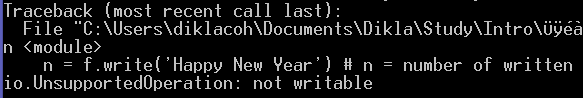 Traceback (most recent call last):
File "C:\Users\diklacoh\Documents\Dikla\Study\Intro\Üÿéà
n <module>
n = f.write('Happy New Year') # n = number of written
io.UnsupportedOperation: not writable